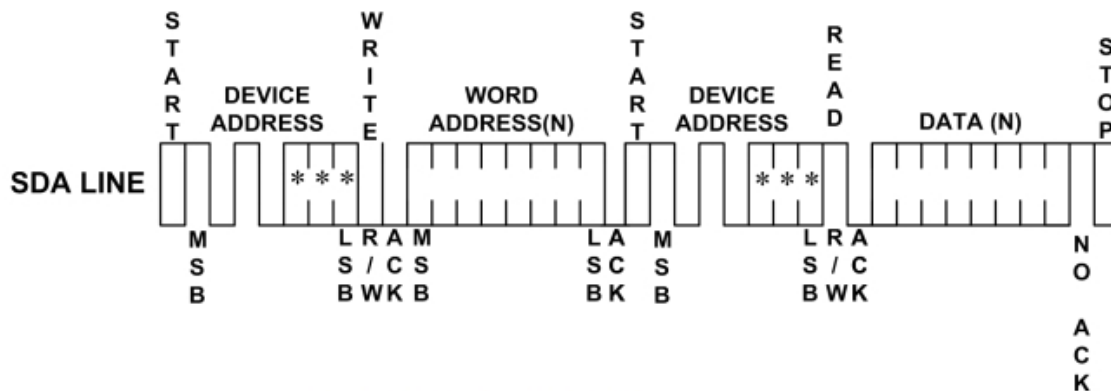 START
DEVICE
ADDRESS
WRITE
WORD
ADDRESS(N)
START
DEVICE
ADDRESS
READ
DATA (N)
STOP
SDA LINE
* * *
* * *
MSB
LSB
R/W
ACK
MSB
LSB
ACK
MSB
LSB
R/W
ACK
NO ACK